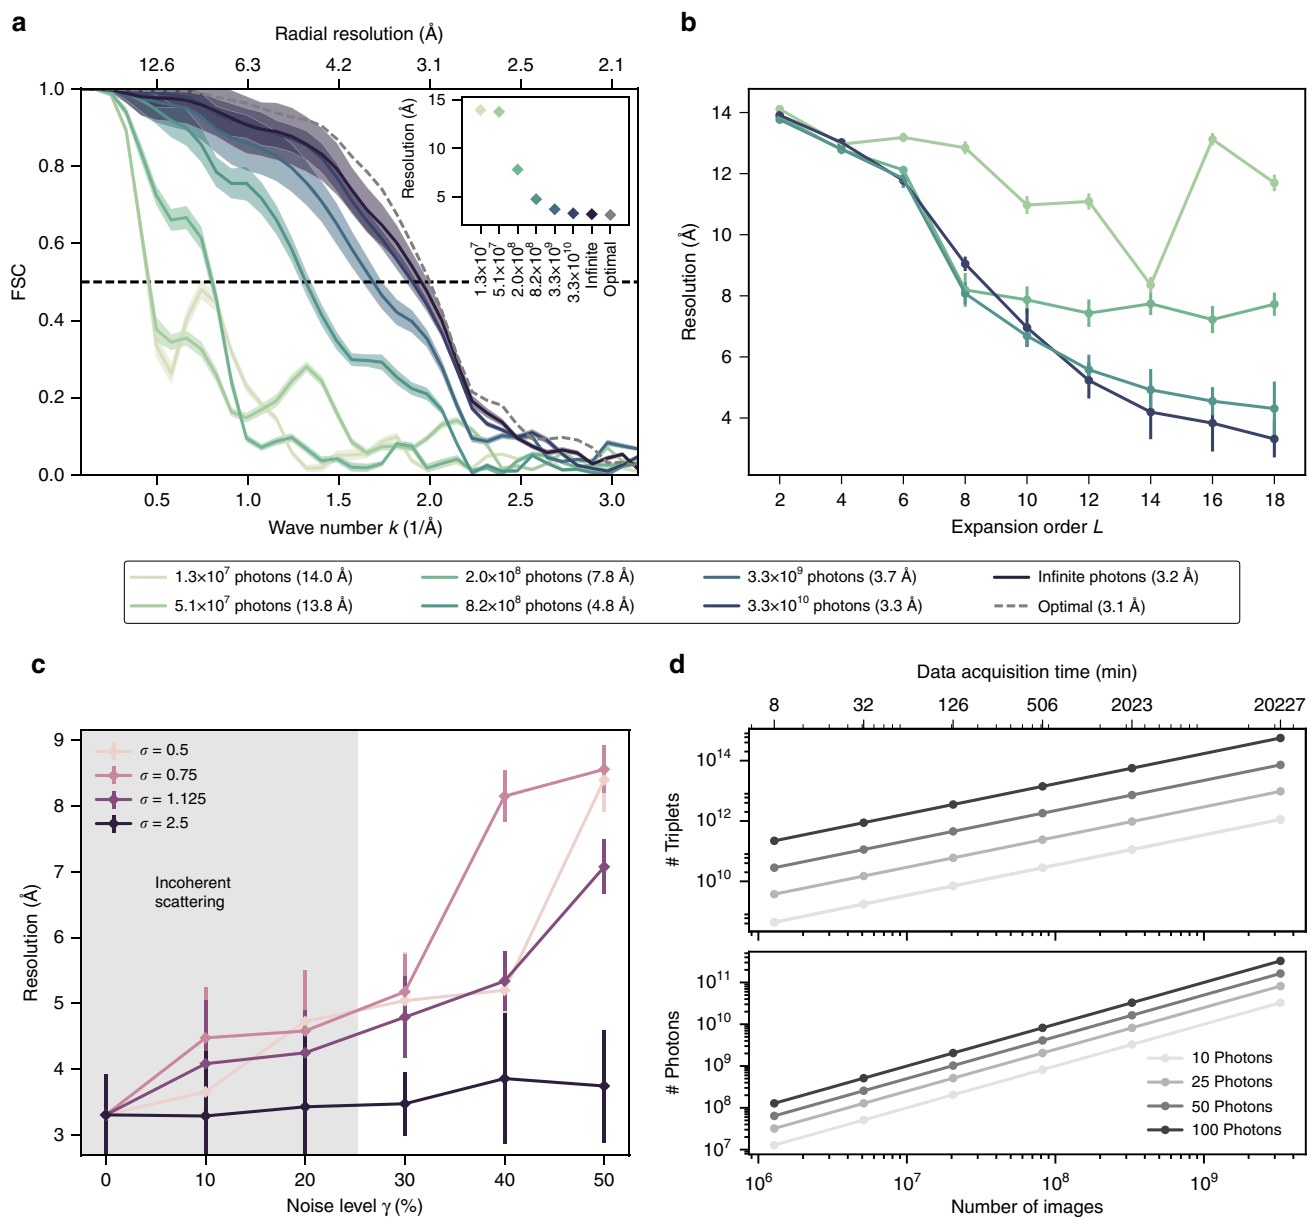 a
Radial resolution (Å)
12.6 6.3 4.2 3.1 2.5 2.1
1.0
0.8
0.6
0.4
0.2
0.0
FSC
0.5 1.0 1.5 2.0 2.5 3.0
Wave number k (1/Å)
Resolution (Å)
15
10
5
1.3×10⁷
5.1×10⁷
2.0×10⁸
8.2×10⁸
3.3×10⁹
3.3×10¹⁰
Infinite
Optimal
b
14
12
10
8
6
4
Resolution (Å)
2 4 6 8 10 12 14 16 18
Expansion order L
1.3×10⁷ photons (14.0 Å)
5.1×10⁷ photons (13.8 Å)
2.0×10⁸ photons (7.8 Å)
8.2×10⁸ photons (4.8 Å)
3.3×10⁹ photons (3.7 Å)
3.3×10¹⁰ photons (3.3 Å)
Infinite photons (3.2 Å)
Optimal (3.1 Å)
c
9
8
7
6
5
4
3
Resolution (Å)
σ = 0.5
σ = 0.75
σ = 1.125
σ = 2.5
Incoherent
scattering
0 10 20 30 40 50
Noise level γ (%)
d
Data acquisition time (min)
8 32 126 506 2023 20227
# Triplets
10¹⁴
10¹²
10¹⁰
# Photons
10¹¹
10¹⁰
10⁹
10⁸
10⁷
10 Photons
25 Photons
50 Photons
100 Photons
10⁶ 10⁷ 10⁸ 10⁹
Number of images